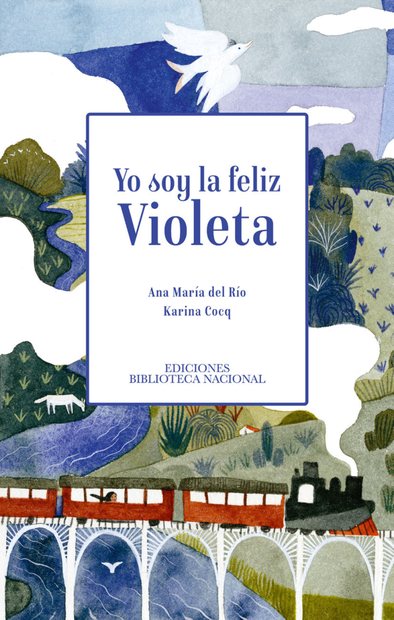 Yo soy la feliz
Violeta
Ana María del Río
Karina Cocq
EDICIONES
BIBLIOTECA NACIONAL